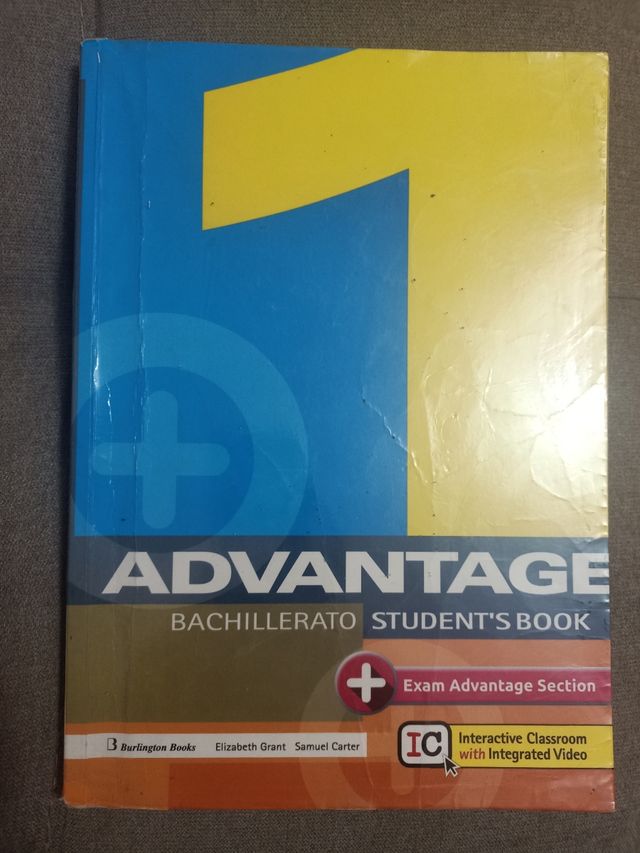 1
ADVANTAGE
BACHILLERATO STUDENT'S BOOK
Exam Advantage Section
B Burlington Books Elizabeth Grant Samuel Carter
IC Interactive Classroom
with Integrated Video